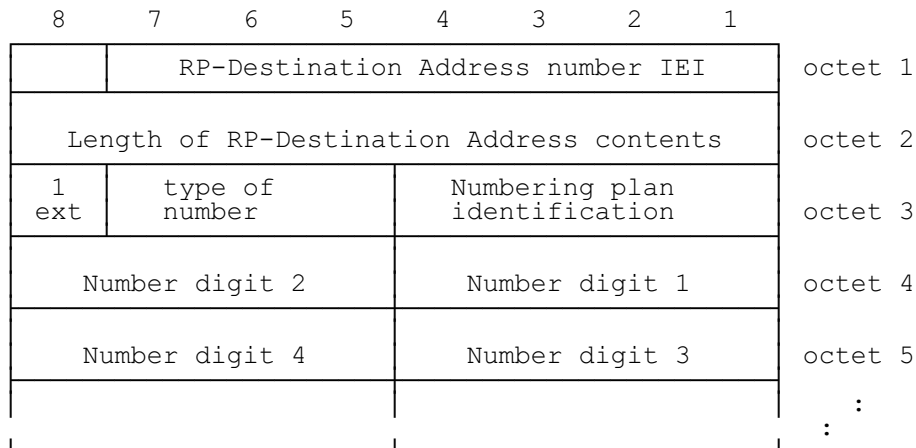 8 7 6 5 4 3 2 1
RP-Destination Address number IEI octet 1
Length of RP-Destination Address contents octet 2
1 type of Numbering plan
ext number identification octet 3
Number digit 2 Number digit 1 octet 4
Number digit 4 Number digit 3 octet 5
:
: